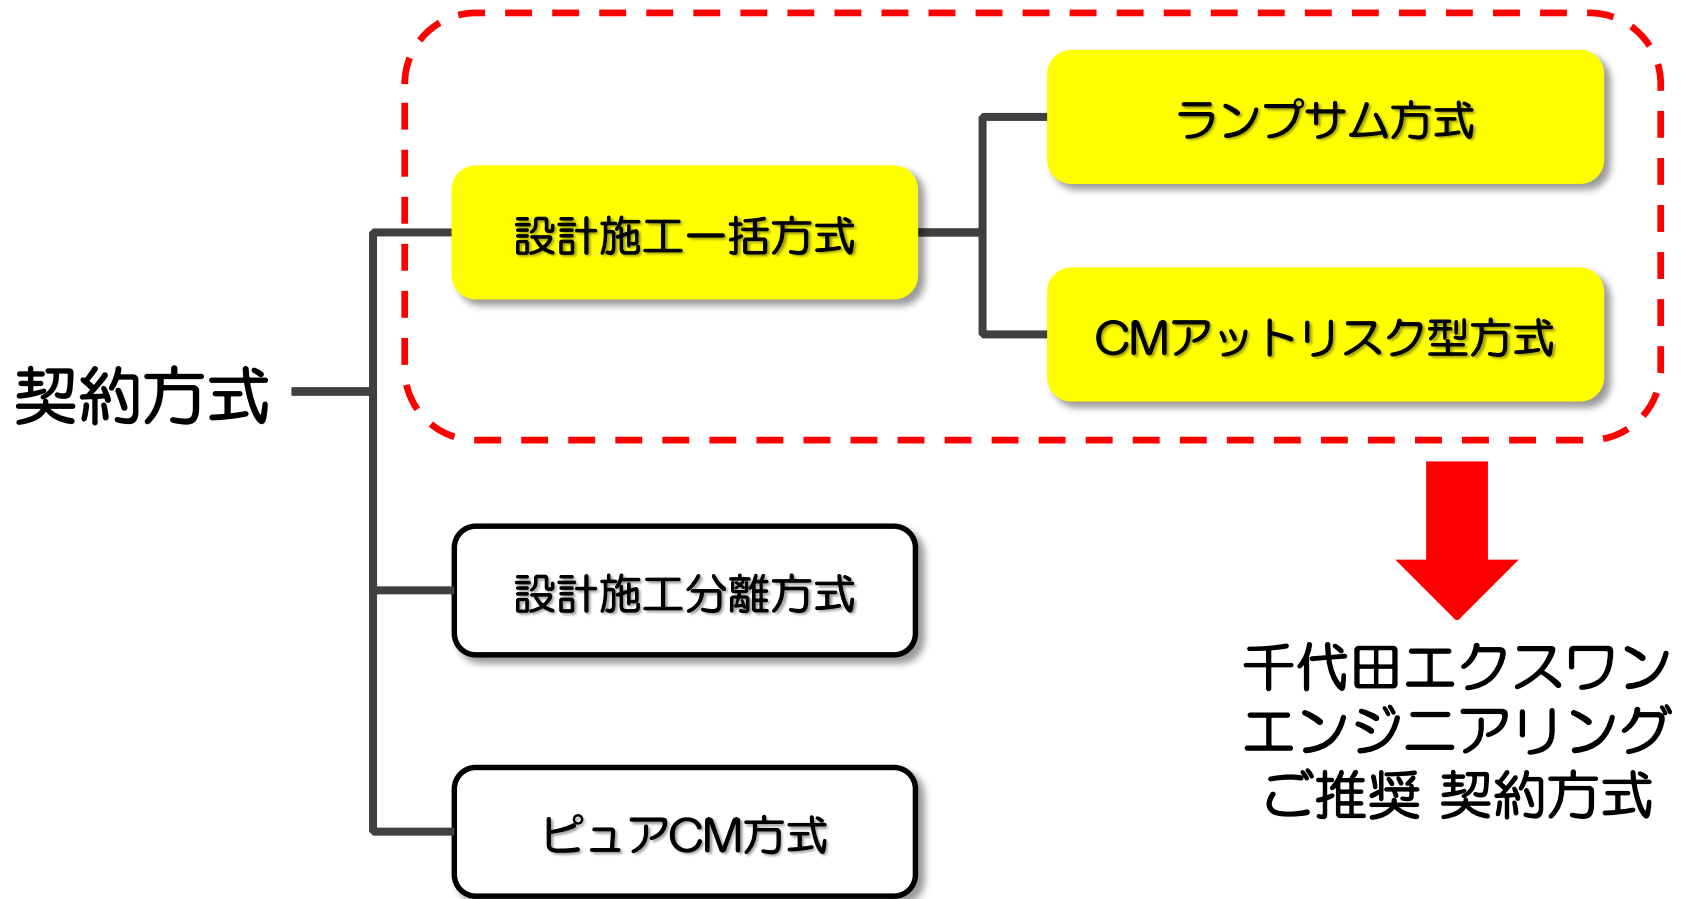 契約方式
設計施工一括方式
ランプサム方式
CMアットリスク型方式
設計施工分離方式
ピュアCM方式
千代田エクスワン
エンジニアリング
ご推奨 契約方式